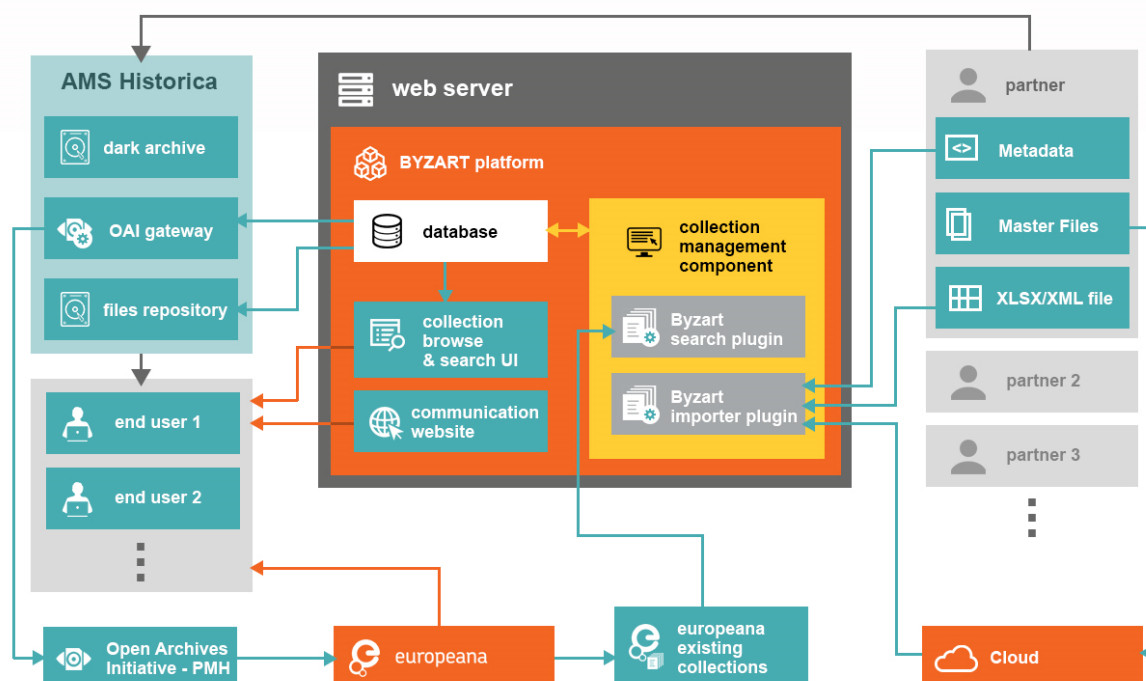 AMS Historica
dark archive
OAI gateway
files repository
end user 1
end user 2
web server
BYZART platform
database
collection
browse
& search UI
communication
website
collection
management
component
Byzart
search plugin
Byzart
importer plugin
partner
<> Metadata
Master Files
XLSX/XML file
partner 2
partner 3
Open Archives
Initiative - PMH
europeana
europeana
existing
collections
Cloud